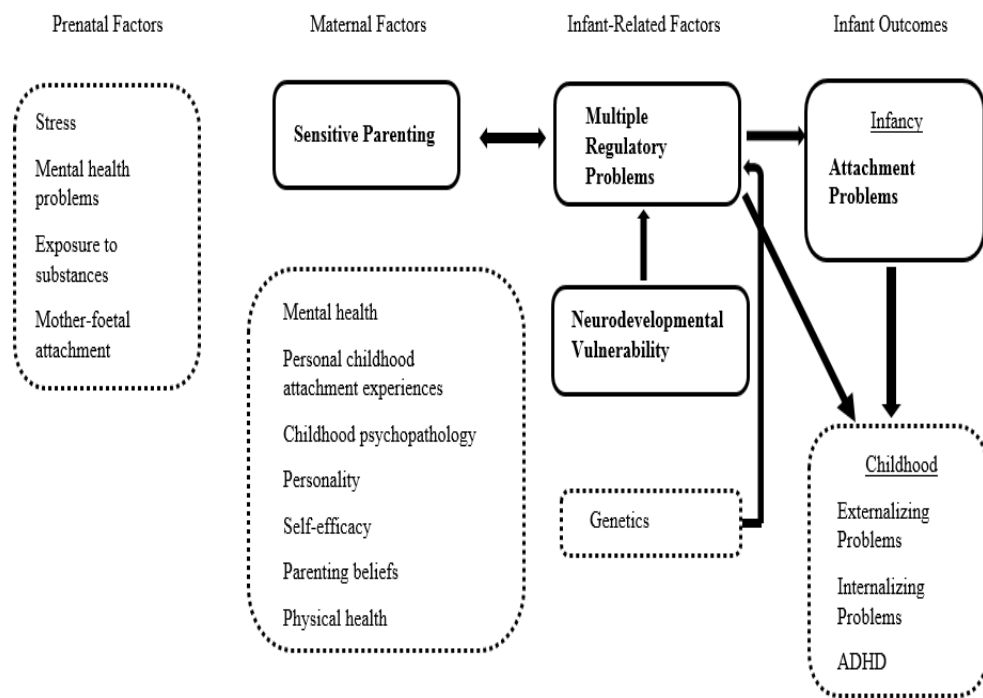 Prenatal Factors
Maternal Factors
Infant-Related Factors
Infant Outcomes
Stress
Mental health
problems
Exposure to
substances
Mother-foetal
attachment
Sensitive Parenting
Mental health
Personal childhood
attachment experiences
Childhood psychopathology
Personality
Self-efficacy
Parenting beliefs
Physical health
Multiple
Regulatory
Problems
Neurodevelopmental
Vulnerability
Genetics
Infancy
Attachment
Problems
Childhood
Externalizing
Problems
Internalizing
Problems
ADHD